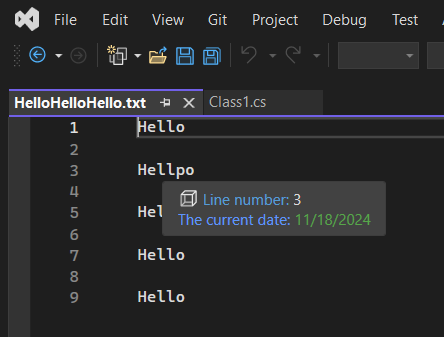 File Edit View Git Project Debug Test
HelloHelloHello.txt Class1.cs
1 Hello
2
3 Hellpo
4
Line number: 3
5 Hel
The current date: 11/18/2024
6
7 Hello
8
9 Hello